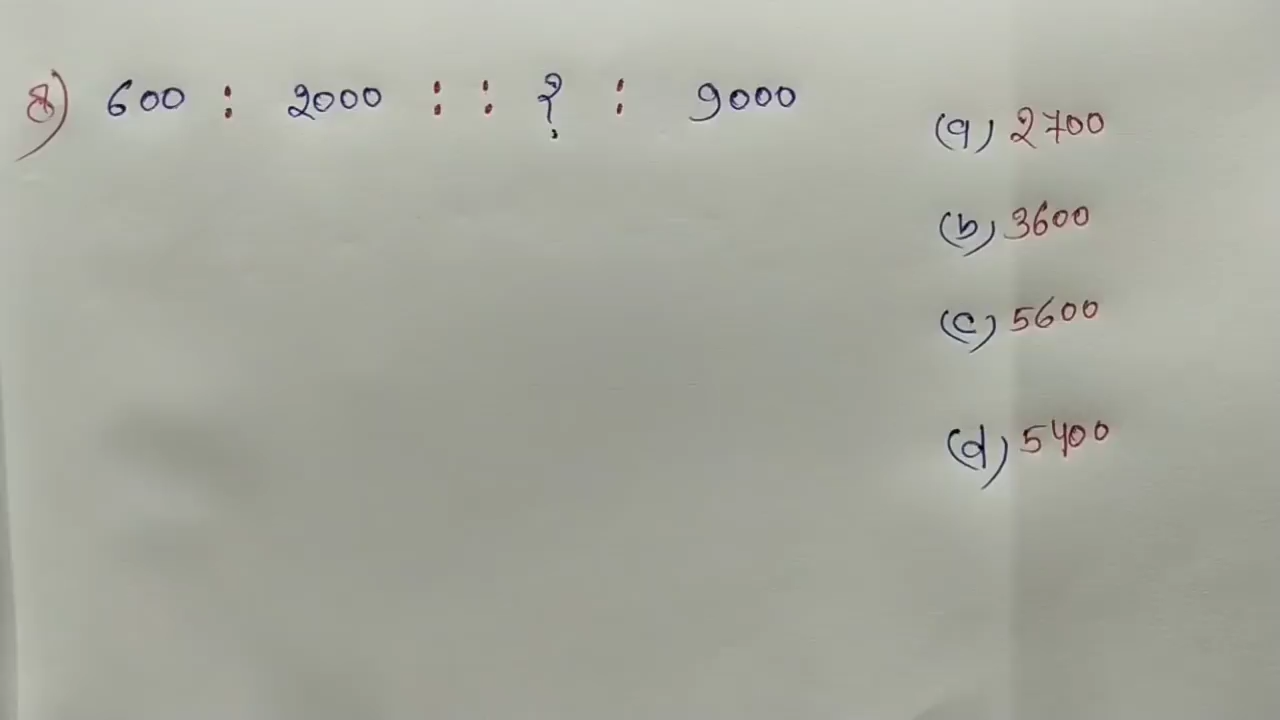 8) 600 : 2000 : : ? : 9000
(a) 2700
(b) 3600
(c) 5600
(d) 5400